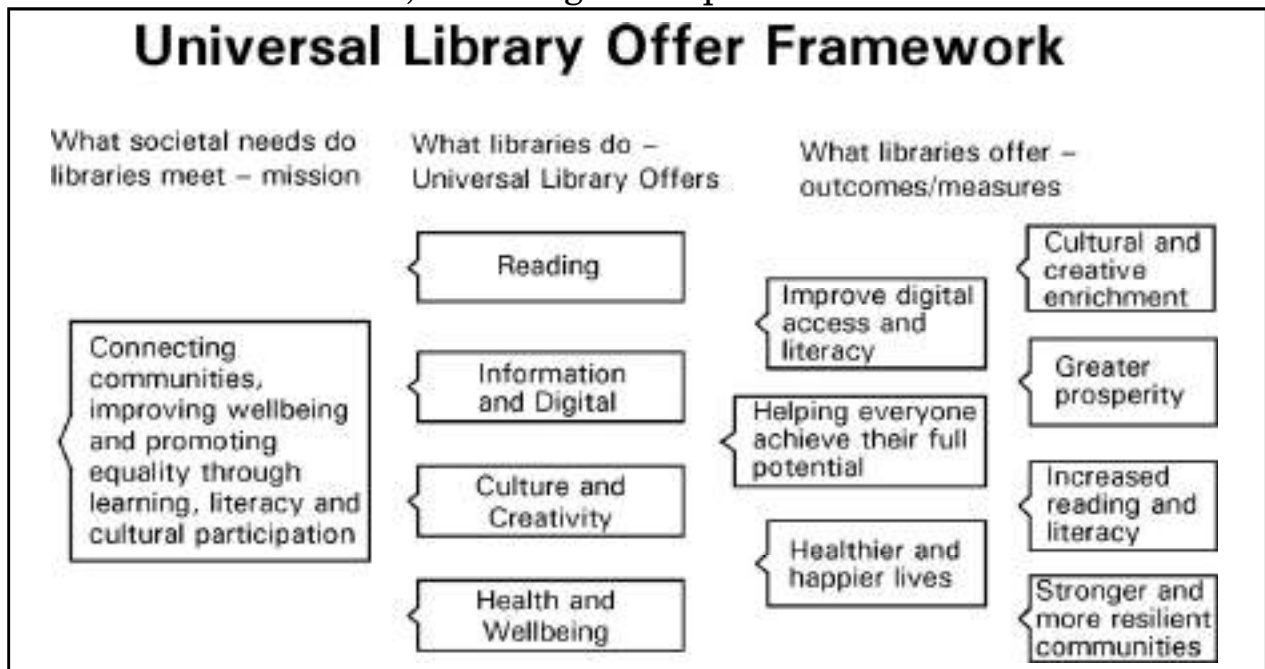 Universal Library Offer Framework
What societal needs do
libraries meet – mission
Connecting
communities,
improving wellbeing
and promoting
equality through
learning, literacy and
cultural participation
What libraries do –
Universal Library Offers
Reading
Information
and Digital
Culture and
Creativity
Health and
Wellbeing
What libraries offer –
outcomes/measures
Improve digital
access and
literacy
Helping everyone
achieve their full
potential
Healthier and
happier lives
Cultural and
creative
enrichment
Greater
prosperity
Increased
reading and
literacy
Stronger and
more resilient
communities